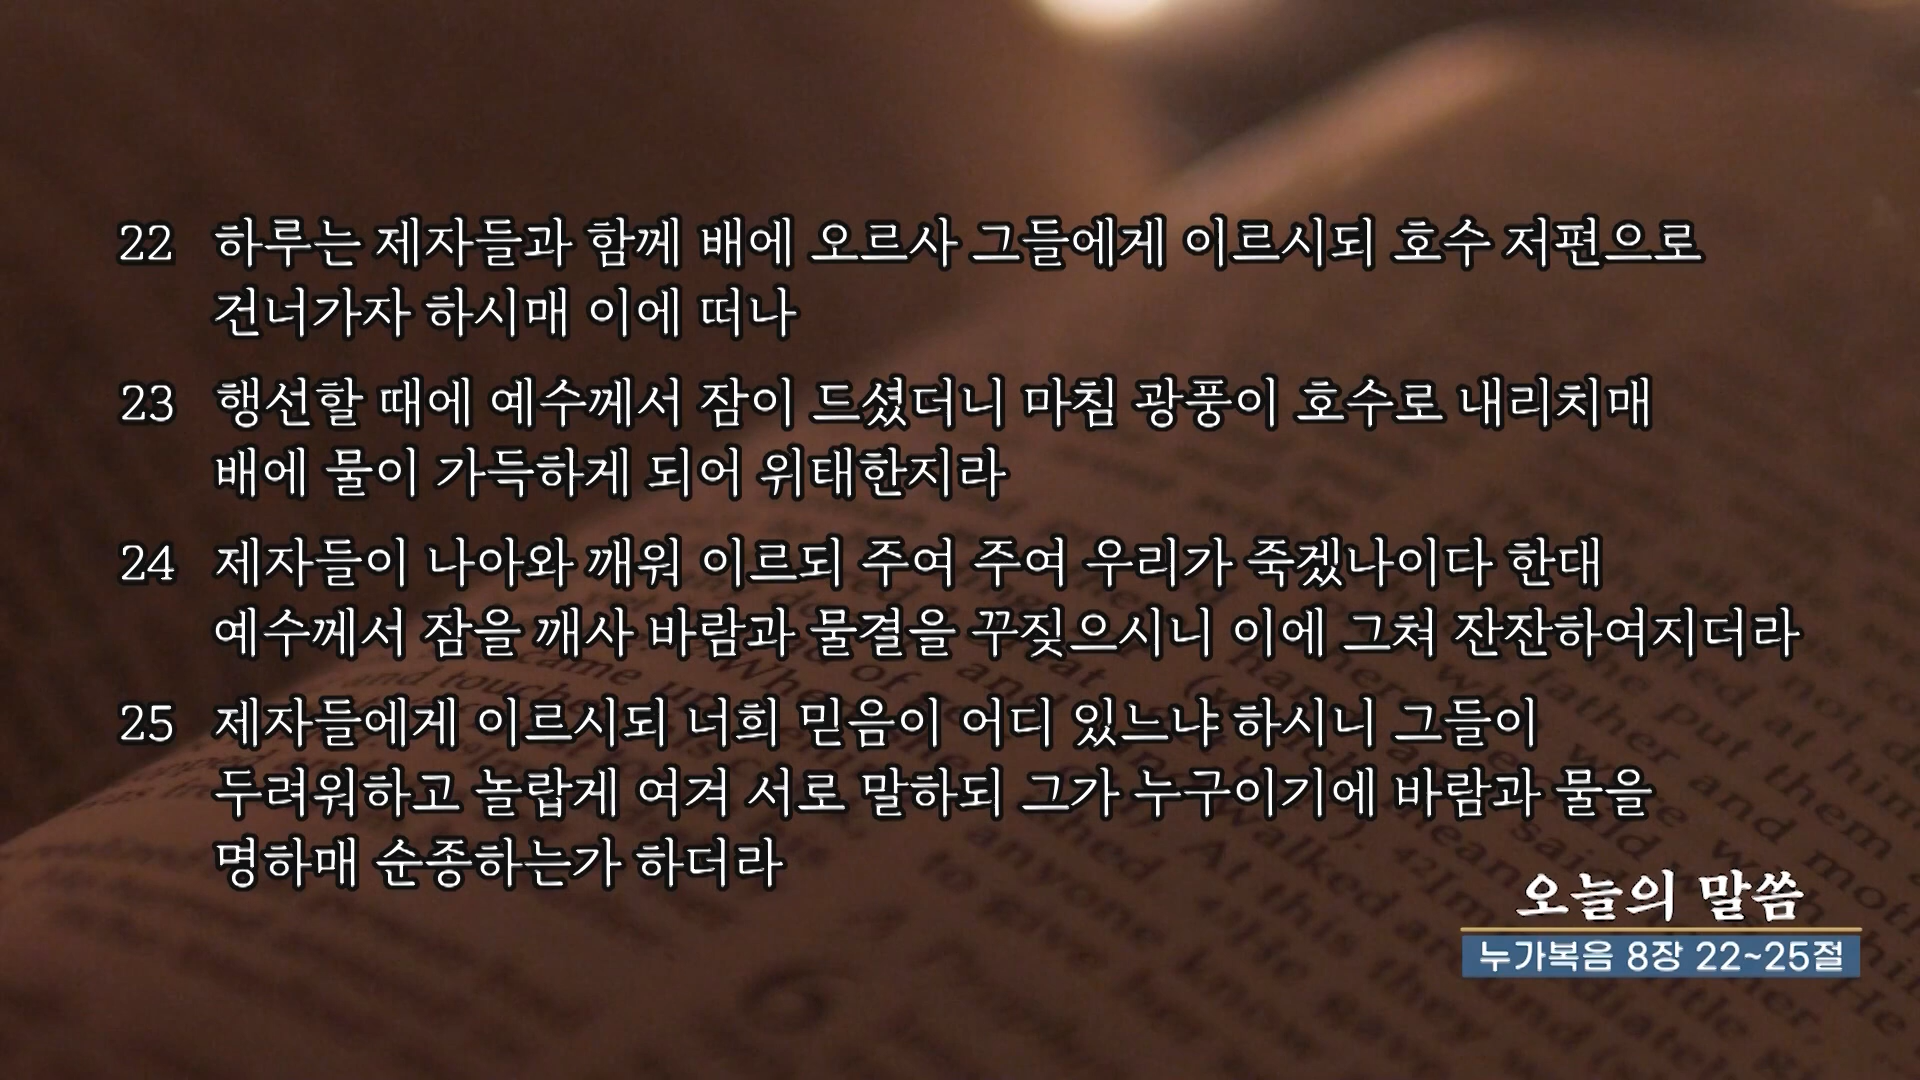 22 하루는 제자들과 함께 배에 오르사 그들에게 이르시되 호수 저편으로
건너가자 하시매 이에 떠나
23 행선할 때에 예수께서 잠이 드셨더니 마침 광풍이 호수로 내리치매
배에 물이 가득하게 되어 위태한지라
24 제자들이 나아와 깨워 이르되 주여 주여 우리가 죽겠나이다 한대
예수께서 잠을 깨사 바람과 물결을 꾸짖으시니 이에 그쳐 잔잔하여지더라
25 제자들에게 이르시되 너희 믿음이 어디 있느냐 하시니 그들이
두려워하고 놀랍게 여겨 서로 말하되 그가 누구이기에 바람과 물을
명하매 순종하는가 하더라
오늘의 말씀
누가복음 8장 22~25절